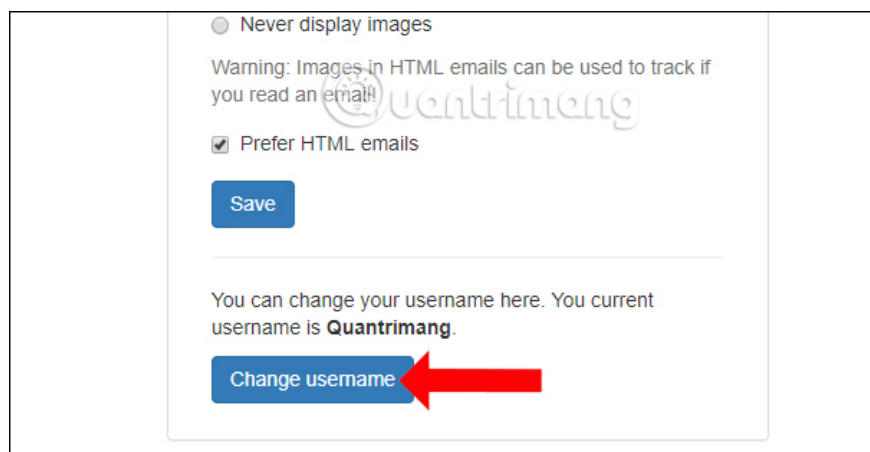 Never display images
Warning: Images in HTML emails can be used to track if
you read an email!
Quantrimang
Prefer HTML emails
Save
You can change your username here. You current
username is Quantrimang.
Change username